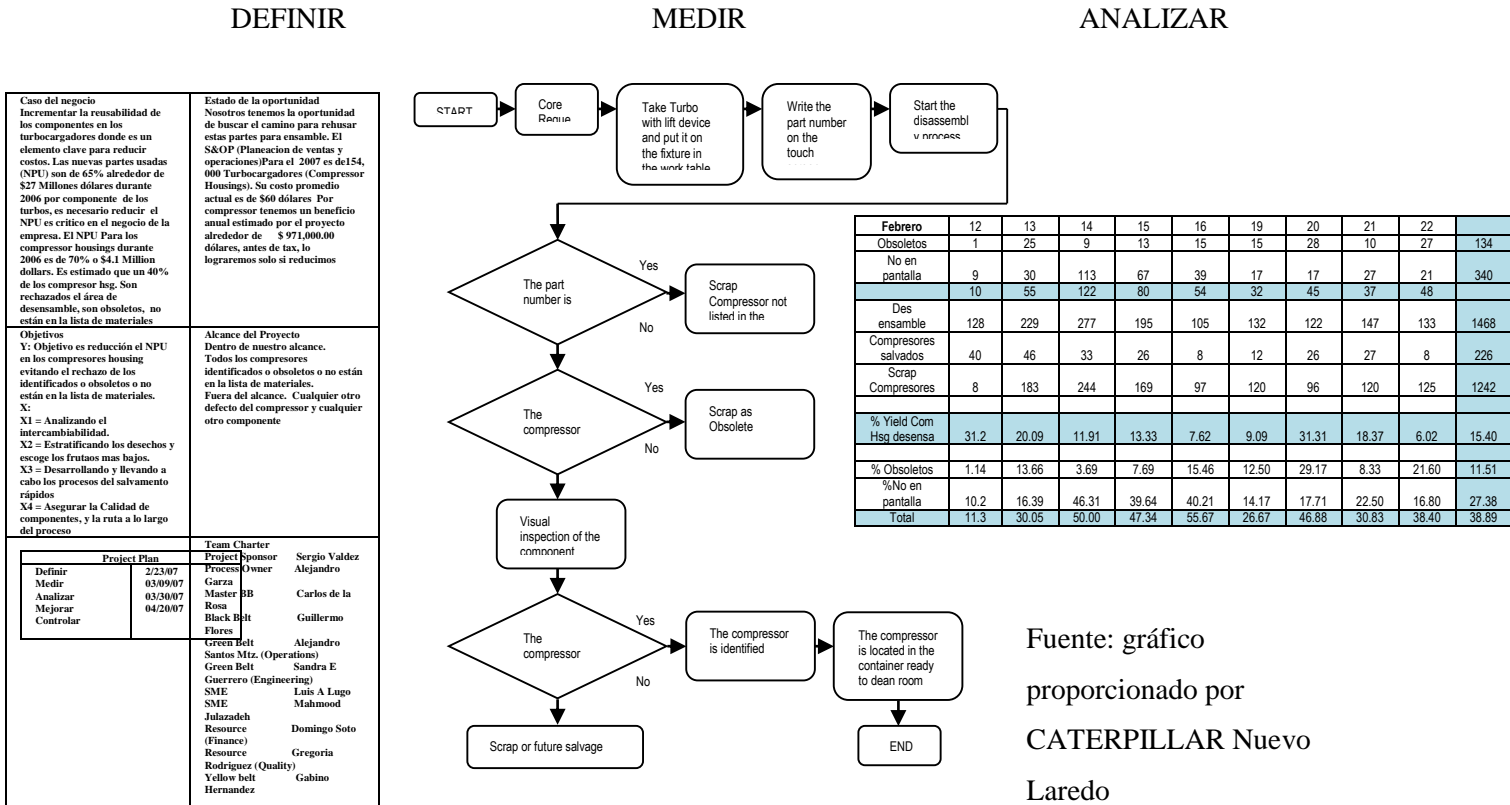 DEFINIR
MEDIR
ANALIZAR
Caso del negocio
Incrementar la reusabilidad de
los componentes en los
turbocargadores donde es un
elemento clave para reducir
costos. Las nuevas partes usadas
(NPU) son de 65% alrededor de
$27 Millones dólares durante
2006 por componente de los
turbos, es necesario reducir el
NPU es critico en el negocio de la
empresa. El NPU Para los
compressor housings durante
2006 es de 70% o $4.1 Million
dollars. Es estimado que un 40%
de los compresor hsg. Son
rechazados el área de
desensamble, son obsoletos, no
están en la lista de materiales
Estado de la oportunidad
Nosotros tenemos la oportunidad
de buscar el camino para rehusar
estas partes para ensamble. El
S&OP (Planeacion de ventas y
operaciones)Para el 2007 es de154,
000 Turbocargadores (Compressor
Housings). Su costo promedio
actual es de $60 dólares Por
compresor tenemos un beneficio
anual estimado por el proyecto
alrededor de $ 971,000.00
dólares, antes de tax, lo
lograremos solo si reducimos
Objetivos
Y: Objetivo es reducción el NPU
en los compresores housing
evitando el rechazo de los
identificados o obsoletos o no
están en la lista de materiales.
X:
X1 = Analizando el
intercambiabilidad.
X2 = Estratificando los desechos y
escoge los frutaos mas bajos.
X3 = Desarrollando y llevando a
cabo los procesos del salvamento
rápidos
X4 = Asegurar la Calidad de
componentes, y la ruta a lo largo
del proceso
Alcance del Proyecto
Dentro de nuestro alcance.
Todos los compresores
identificados o obsoletos o no están
en la lista de materiales.
Fuera del alcance. Cualquier otro
defecto del compresor y cualquier
otro componente
Project Plan
Definir 2/23/07
Medir 03/09/07
Analizar 03/30/07
Mejorar 04/20/07
Controlar
Team Charter
Project Sponsor Sergio Valdez
Process Owner Alejandro
Garza
Master BB Carlos de la
Rosa
Black Belt Guillermo
Flores
Green Belt Alejandro
Santos Mtz. (Operations)
Green Belt Sandra E
Guerrero (Engineering)
SME Luis A Lugo
SME Mahmood
Julazadeh
Resource Domingo Soto
(Finance)
Resource Gregoria
Rodriguez (Quality)
Yellow belt Gabino
Hernandez
START
Core
Reque
Take Turbo
with lift device
and put it on
the fixture in
the work table
Write the
part number
on the
touch
Start the
disassembl
y process
The part
number is
Yes
No
Scrap
Compressor not
listed in the
The
compressor
Yes
No
Scrap as
Obsolete
Visual
inspection of the
component
The
compressor
Yes
No
The compressor
is identified
The compressor
is located in the
container ready
to dean room
Scrap or future salvage
END
Febrero 12 13 14 15 16 19 20 21 22
Obsoletos 1 25 9 13 15 15 28 10 27 134
No en
pantalla 9 30 113 67 39 17 17 27 21 340
10 55 122 80 54 32 45 37 48
Des
ensamble 128 229 277 195 105 132 122 147 133 1468
Compresores
salvados 40 46 33 26 8 12 26 27 8 226
Scrap
Compresores 8 183 244 169 97 120 96 120 125 1242
% Yield Com
Hsg desensa 31.2 20.09 11.91 13.33 7.62 9.09 31.31 18.37 6.02 15.40
% Obsoletos 1.14 13.66 3.69 7.69 15.46 12.50 29.17 8.33 21.60 11.51
%No en
pantalla 10.2 16.39 46.31 39.64 40.21 14.17 17.71 22.50 16.80 27.38
Total 11.3 30.05 50.00 47.34 55.67 26.67 46.88 30.83 38.40 38.89
Fuente: gráfico
proporcionado por
CATERPILLAR Nuevo
Laredo